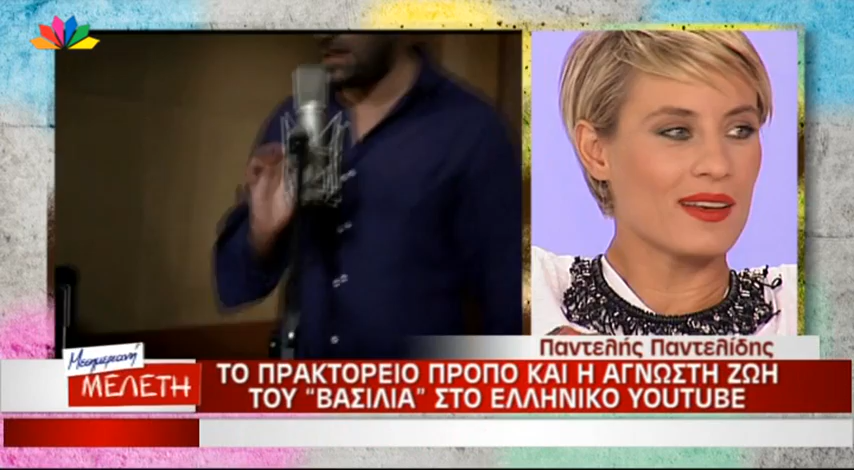 Παντελής Παντελίδης
Μεσημεριανή
ΜΕΛΕΤΗ
ΤΟ ΠΡΑΚΤΟΡΕΙΟ ΠΡΟΠΟ ΚΑΙ Η ΑΓΝΩΣΤΗ ΖΩΗ
ΤΟΥ "ΒΑΣΙΛΙΑ" ΣΤΟ ΕΛΛΗΝΙΚΟ YOUTUBE